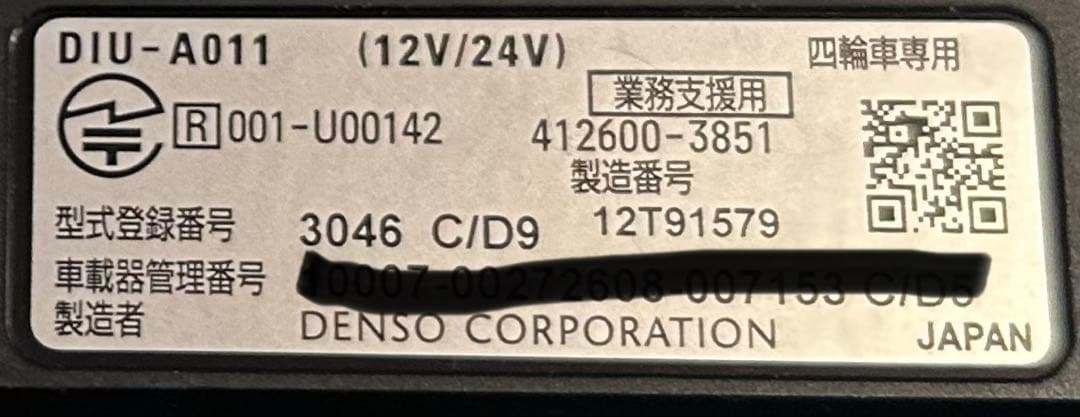 DIU-A011 (12V/24V) 四輪車専用
業務支援用
R 001-U00142 412600-3851
製造番号
型式登録番号 3046 C/D9 12T91579
車載器管理番号
製造者 DENSO CORPORATION JAPAN